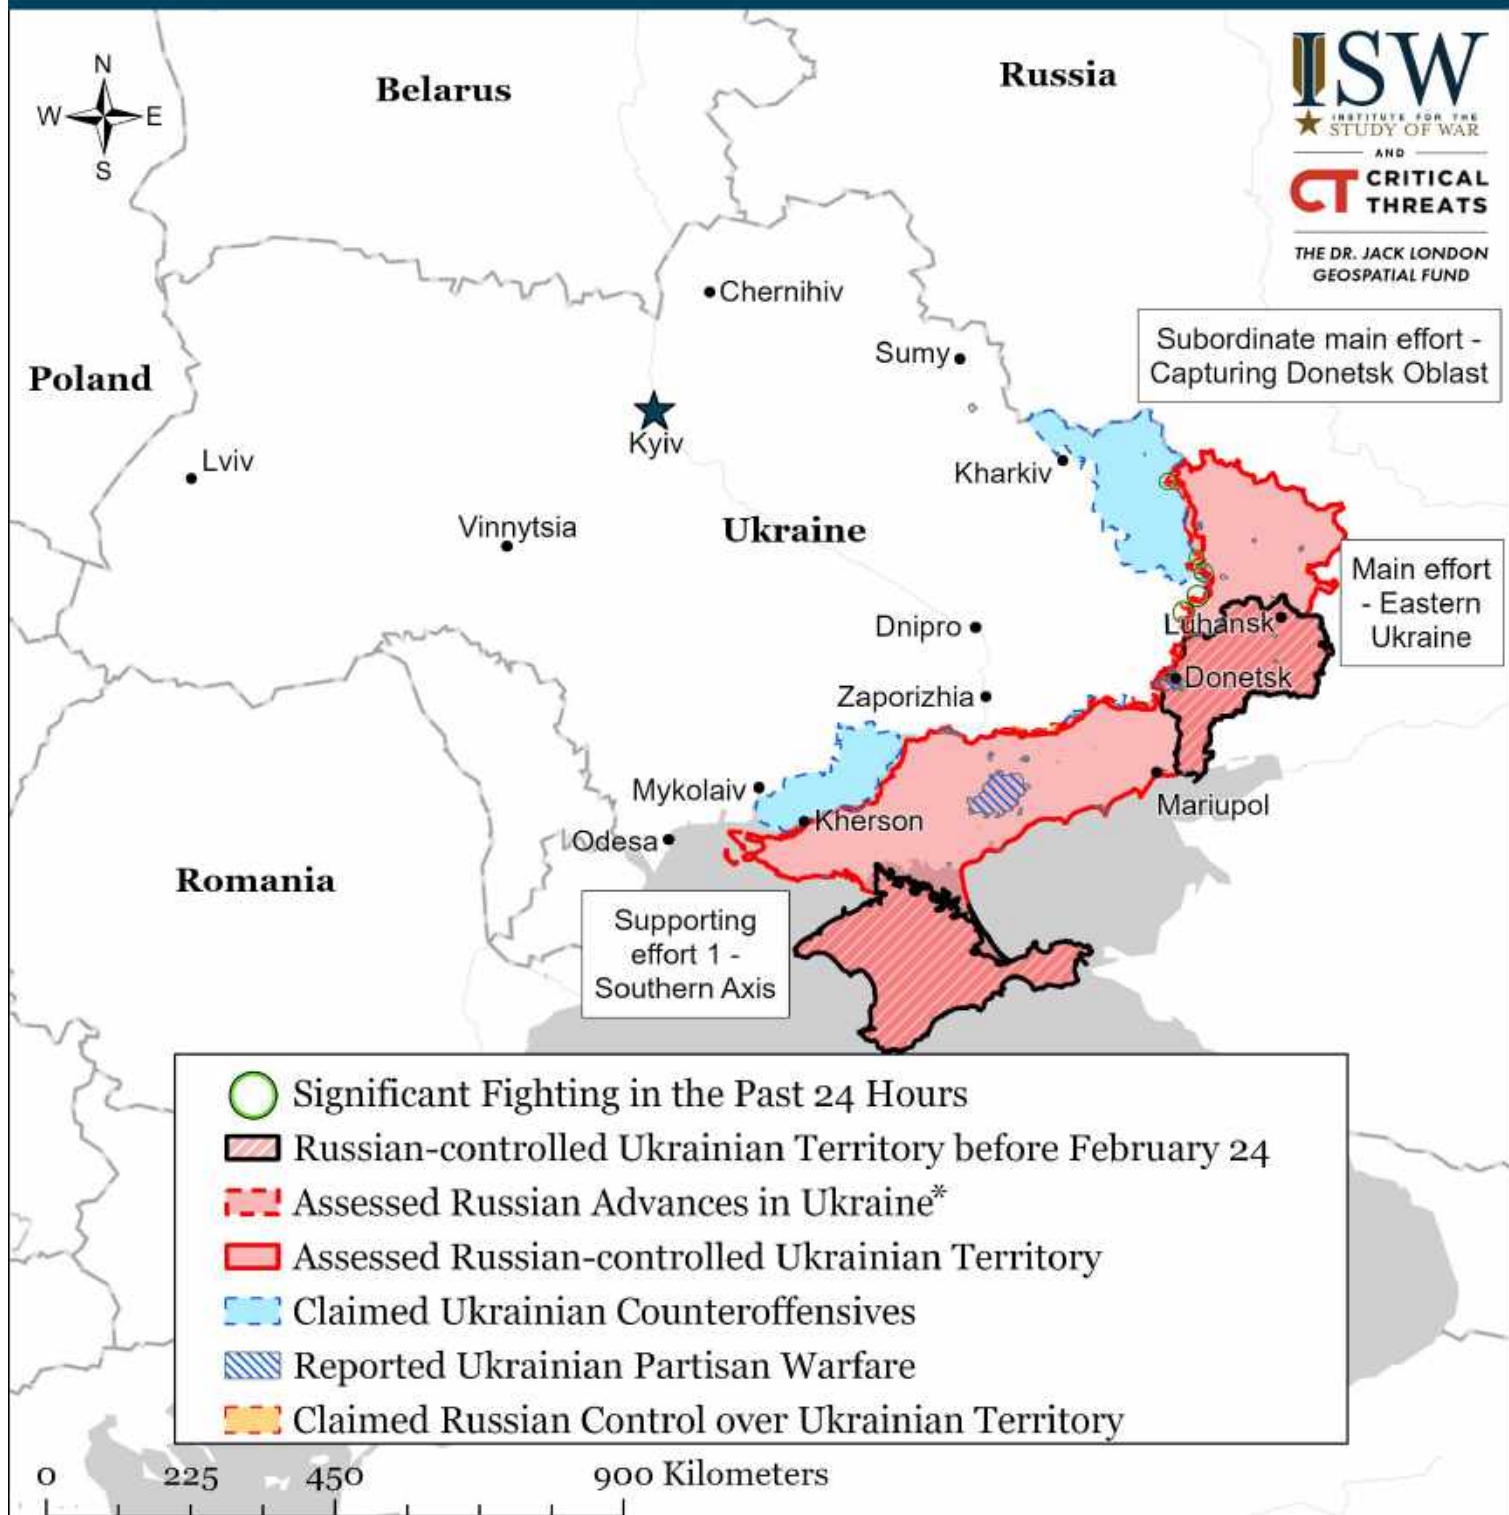 N
W E
S
Belarus
Russia
ISW
INSTITUTE FOR THE
STUDY OF WAR
AND
CT CRITICAL
THREATS
THE DR. JACK LONDON
GEOSPATIAL FUND
Chernihiv
Subordinate main effort -
Capturing Donetsk Oblast
Sumy
Poland
Kyiv
Lviv
Kharkiv
Vinnytsia
Ukraine
Main effort
- Eastern
Ukraine
Dnipro
Luhansk
Donetsk
Zaporizhia
Mykolaiv
Mariupol
Kherson
Odesa
Romania
Supporting
effort 1 -
Southern Axis
Significant Fighting in the Past 24 Hours
Russian-controlled Ukrainian Territory before February 24
Assessed Russian Advances in Ukraine*
Assessed Russian-controlled Ukrainian Territory
Claimed Ukrainian Counteroffensives
Reported Ukrainian Partisan Warfare
Claimed Russian Control over Ukrainian Territory
0 225 450 900 Kilometers